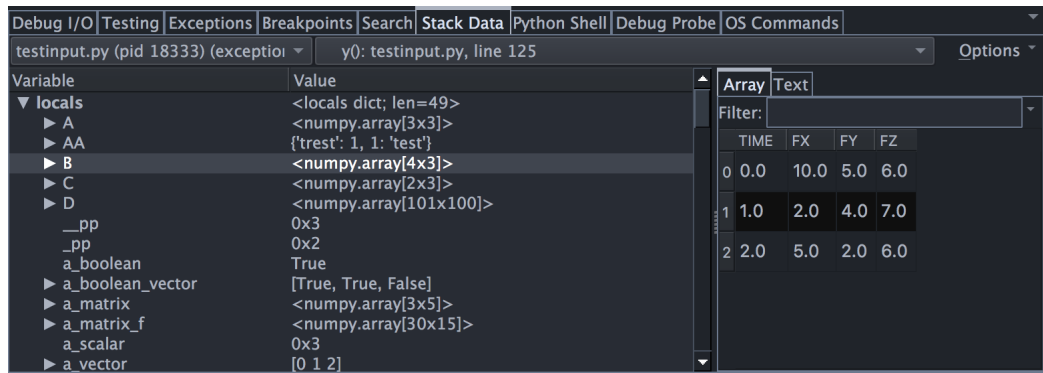 Debug I/O Testing Exceptions Breakpoints Search Stack Data Python Shell Debug Probe OS Commands
testinput.py (pid 18333) (exception y(): testinput.py, line 125 Options
Variable Value
locals <locals dict; len=49>
A <numpy.array[3x3]>
AA {'trest': 1, 1: 'test'}
B <numpy.array[4x3]>
C <numpy.array[2x3]>
D <numpy.array[101x100]>
__pp 0x3
_pp 0x2
a_boolean True
a_boolean_vector [True, True, False]
a_matrix <numpy.array[3x5]>
a_matrix_f <numpy.array[30x15]>
a_scalar 0x3
a_vector [0 1 2]
Array Text
Filter:
TIME FX FY FZ
0 0.0 10.0 5.0 6.0
1 1.0 2.0 4.0 7.0
2 2.0 5.0 2.0 6.0